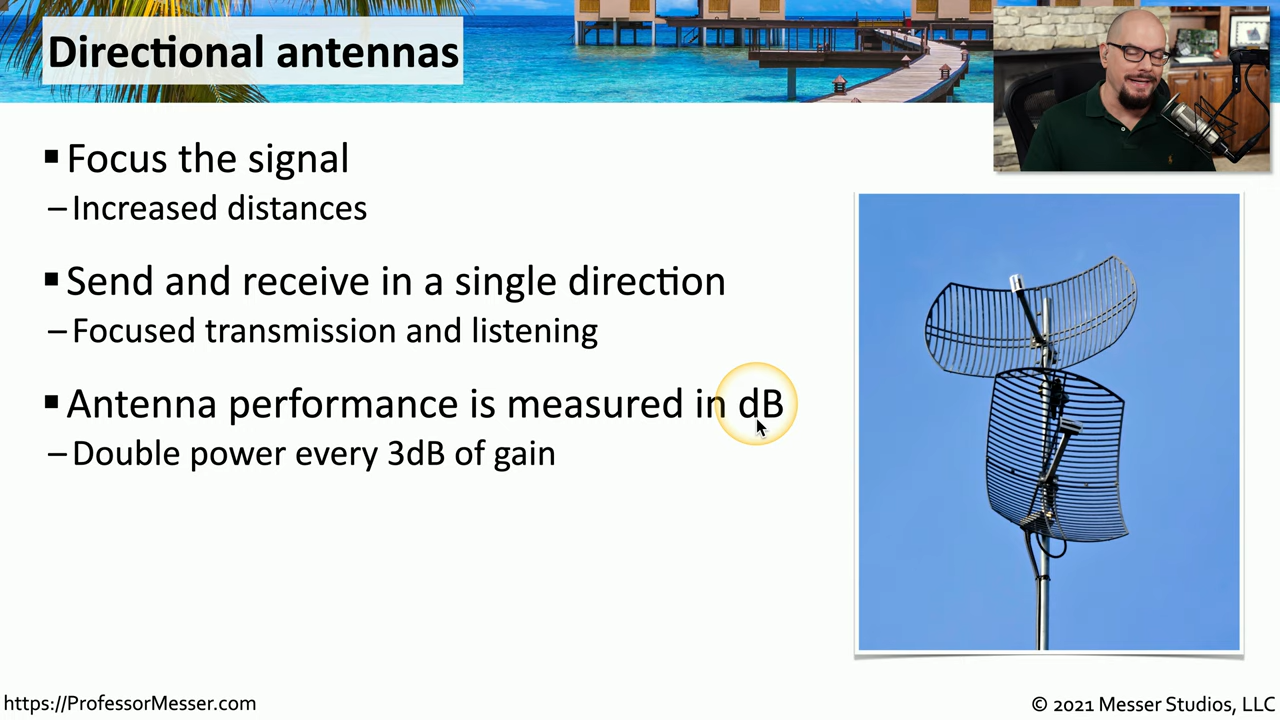 Directional antennas
▪ Focus the signal
– Increased distances
▪ Send and receive in a single direction
– Focused transmission and listening
▪ Antenna performance is measured in dB
– Double power every 3dB of gain
https://ProfessorMesser.com
© 2021 Messer Studios, LLC